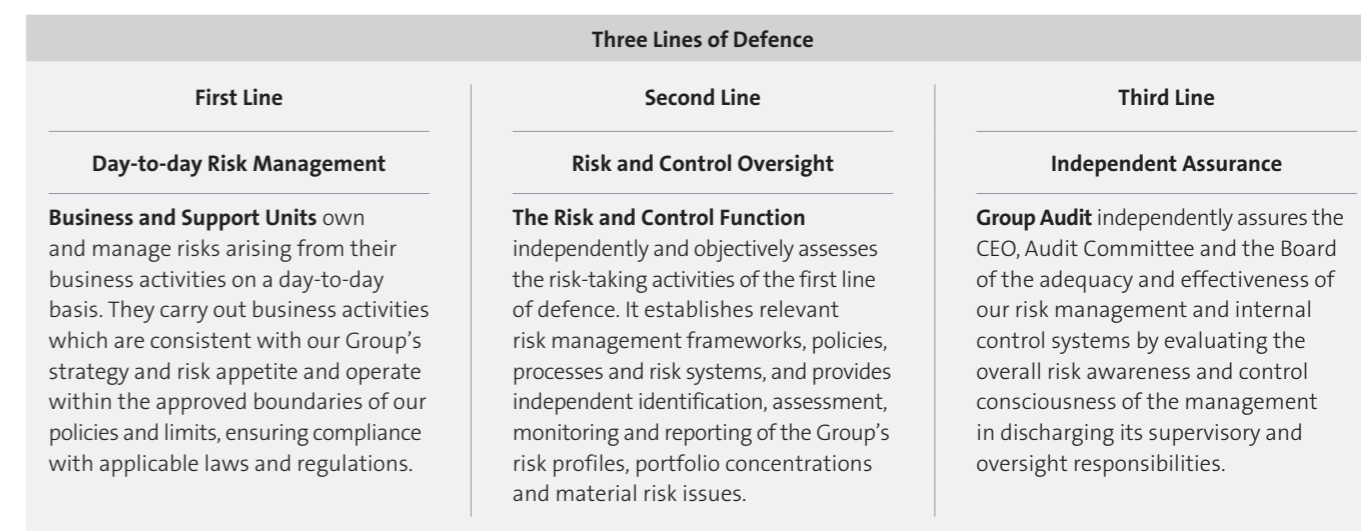 Three Lines of Defence
First Line
Day-to-day Risk Management
Business and Support Units own
and manage risks arising from their
business activities on a day-to-day
basis. They carry out business activities
which are consistent with our Group’s
strategy and risk appetite and operate
within the approved boundaries of our
policies and limits, ensuring compliance
with applicable laws and regulations.
Second Line
Risk and Control Oversight
The Risk and Control Function
independently and objectively assesses
the risk-taking activities of the first line
of defence. It establishes relevant
risk management frameworks, policies,
processes and risk systems, and provides
independent identification, assessment,
monitoring and reporting of the Group’s
risk profiles, portfolio concentrations
and material risk issues.
Third Line
Independent Assurance
Group Audit independently assures the
CEO, Audit Committee and the Board
of the adequacy and effectiveness of
our risk management and internal
control systems by evaluating the
overall risk awareness and control
consciousness of the management
in discharging its supervisory and
oversight responsibilities.